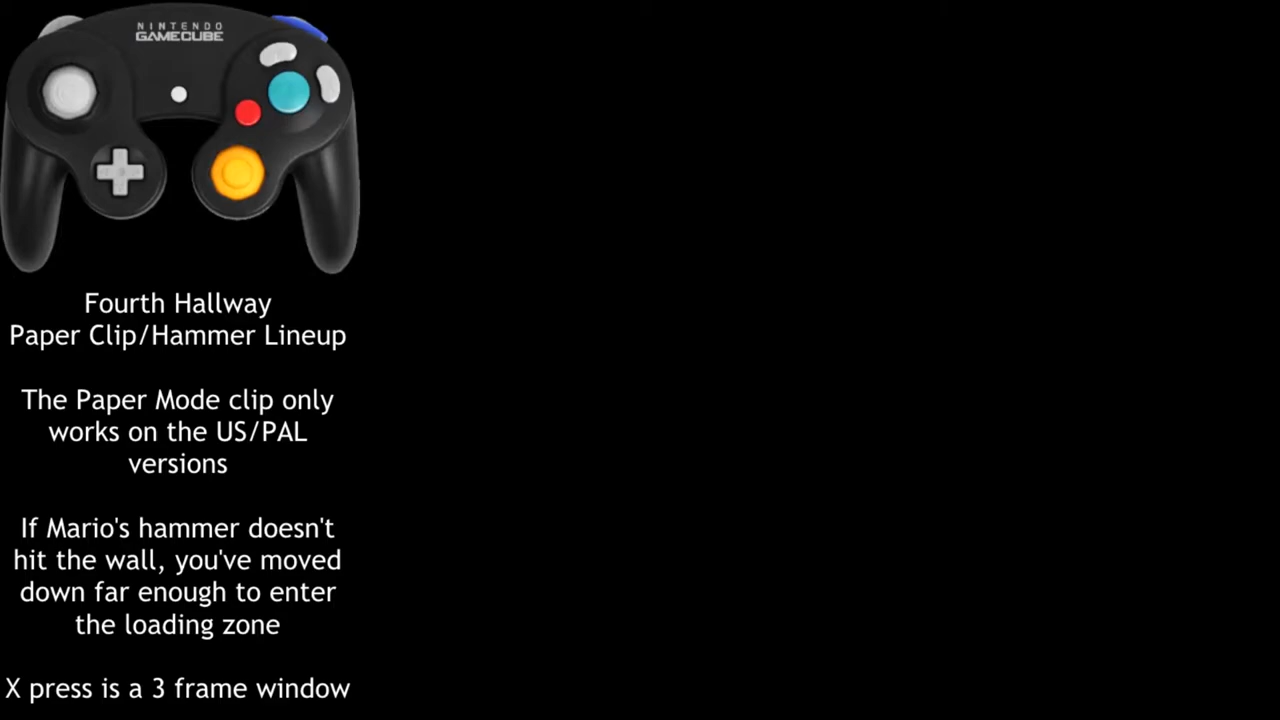 NINTENDO
GAMECUBE
Fourth Hallway
Paper Clip/Hammer Lineup
The Paper Mode clip only
works on the US/PAL
versions
If Mario's hammer doesn't
hit the wall, you've moved
down far enough to enter
the loading zone
X press is a 3 frame window